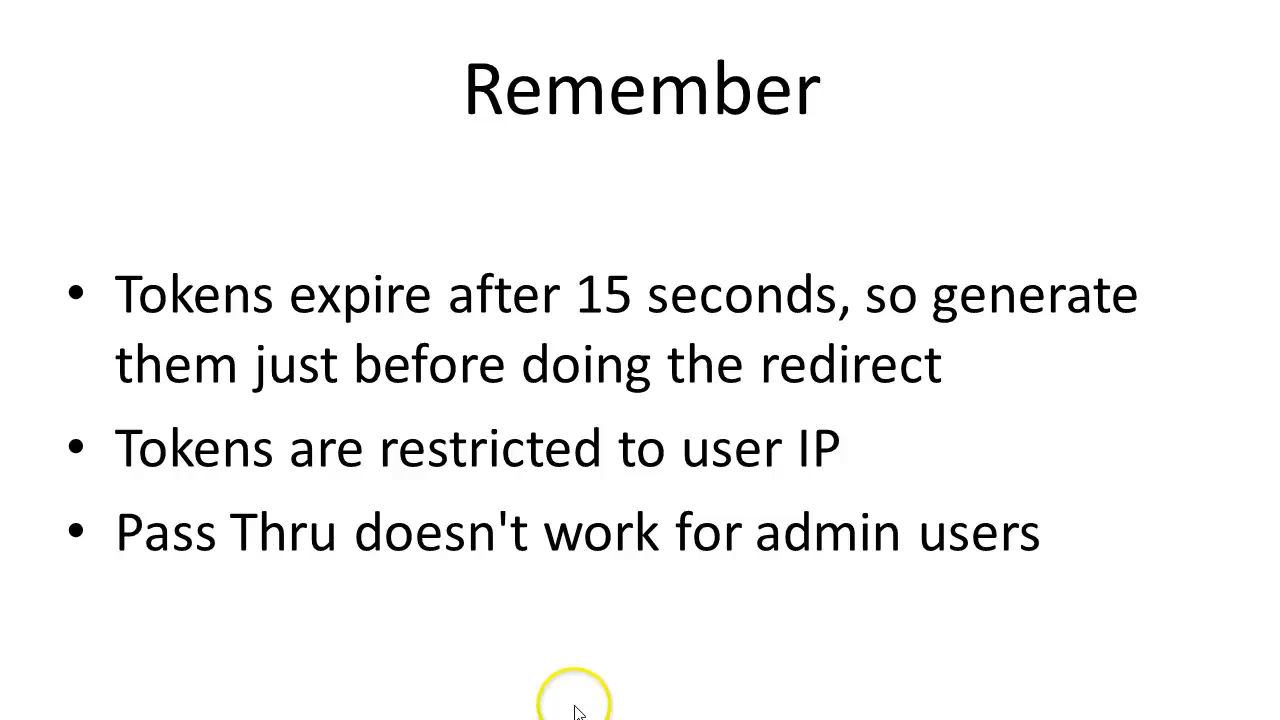 Remember
• Tokens expire after 15 seconds, so generate
them just before doing the redirect
• Tokens are restricted to user IP
• Pass Thru doesn't work for admin users